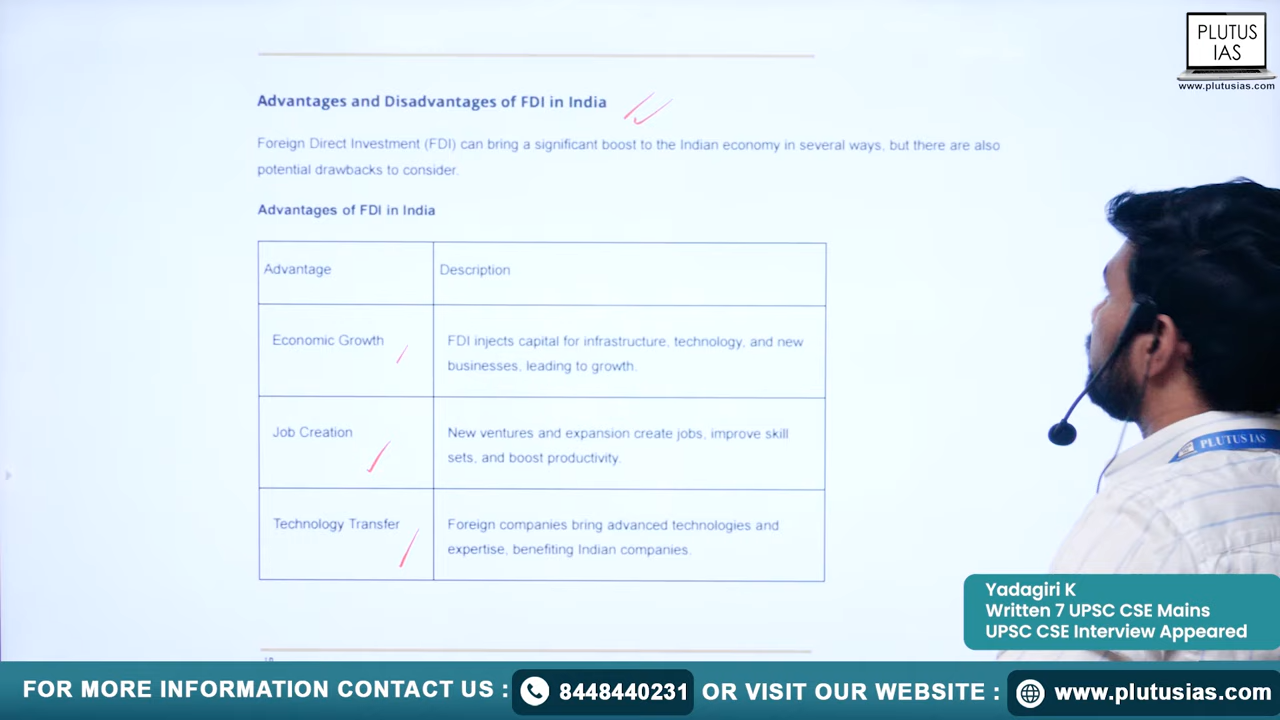 PLUTUS
IAS
www.plutusias.com
Advantages and Disadvantages of FDI in India
Foreign Direct Investment (FDI) can bring a significant boost to the Indian economy in several ways, but there are also
potential drawbacks to consider.
Advantages of FDI in India
Advantage
Description
Economic Growth
FDI injects capital for infrastructure, technology, and new
businesses, leading to growth.
Job Creation
New ventures and expansion create jobs, improve skill
sets, and boost productivity.
Technology Transfer
Foreign companies bring advanced technologies and
expertise, benefiting Indian companies.
PLUTUS IAS
Yadagiri K
Written 7 UPSC CSE Mains
UPSC CSE Interview Appeared
FOR MORE INFORMATION CONTACT US : 8448440231 OR VISIT OUR WEBSITE : www.plutusias.com